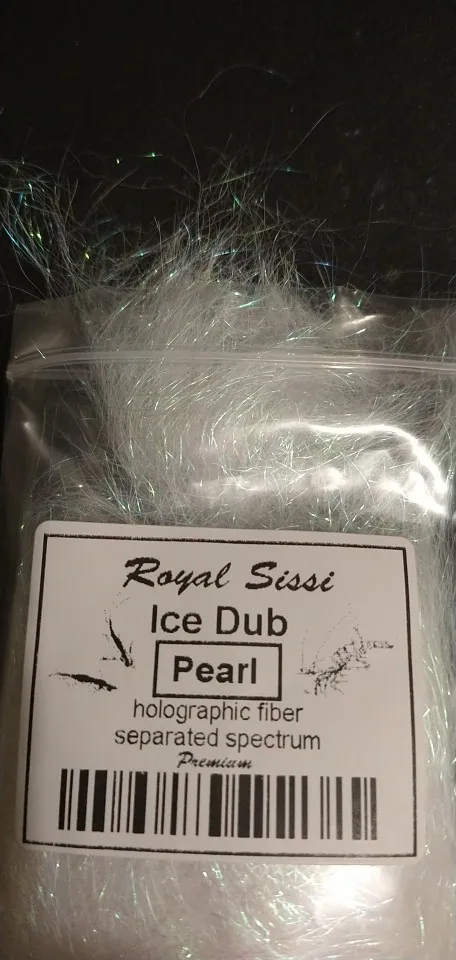 Royal Sissi
Ice Dub
Pearl
holographic fiber
separated spectrum
Premium